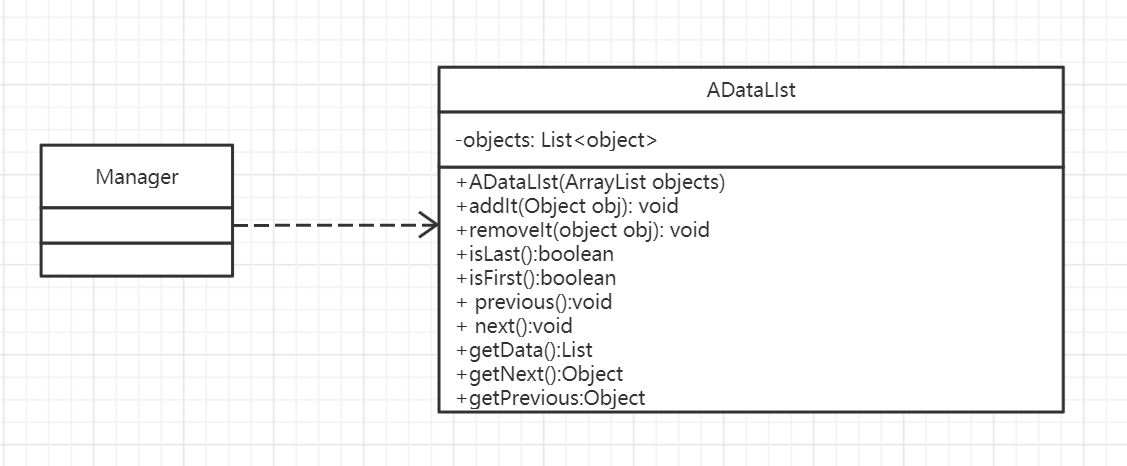 Manager
ADataLIst
-objects: List<object>
+ADataLIst(ArrayList objects)
+addIt(Object obj): void
+removeIt(object obj): void
+isLast():boolean
+isFirst():boolean
+ previous():void
+ next():void
+getData():List
+getNext():Object
+getPrevious:Object